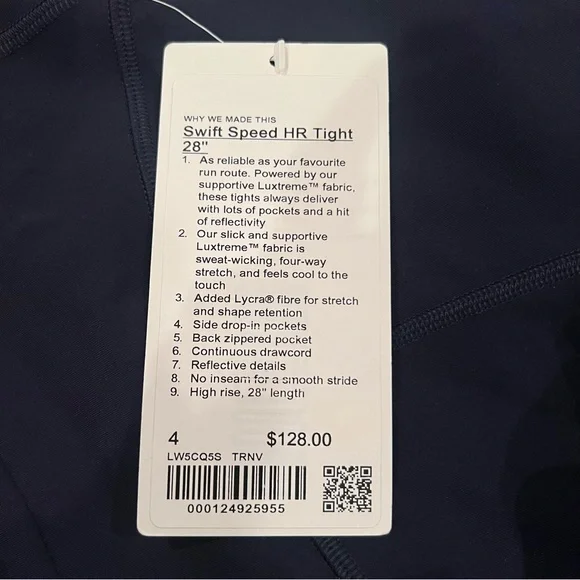 WHY WE MADE THIS
Swift Speed HR Tight
28"
1. As reliable as your favourite
run route. Powered by our
supportive Luxtreme™ fabric,
these tights always deliver
with lots of pockets and a hit
of reflectivity
2. Our slick and supportive
Luxtreme™ fabric is
sweat-wicking, four-way
stretch, and feels cool to the
touch
3. Added Lycra® fibre for stretch
and shape retention
4. Side drop-in pockets
5. Back zippered pocket
6. Continuous drawcord
7. Reflective details
8. No inseam for a smooth stride
9. High rise, 28" length
4 $128.00
LW5CQ5S TRNV
000124925955